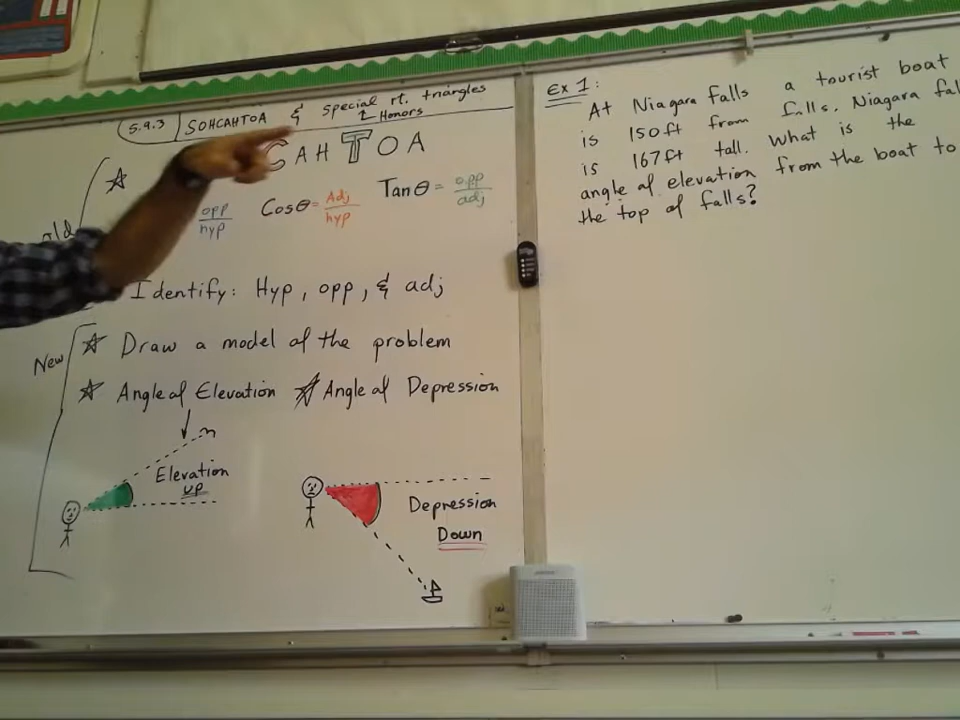 5.9.3 SOHCAHTOA & special rt. triangles
Honors
CAH TOA
opp/hyp Cosθ = Adj/hyp Tanθ = opp/adj
Identify: Hyp, opp, & adj
New
Draw a model of the problem
Angle of Elevation Angle of Depression
Elevation
up
Depression
Down
Ex 1:
At Niagara falls a tourist boat
is 150ft from falls. Niagara
is 167ft tall. What is the
angle of elevation from the boat to
the top of falls?